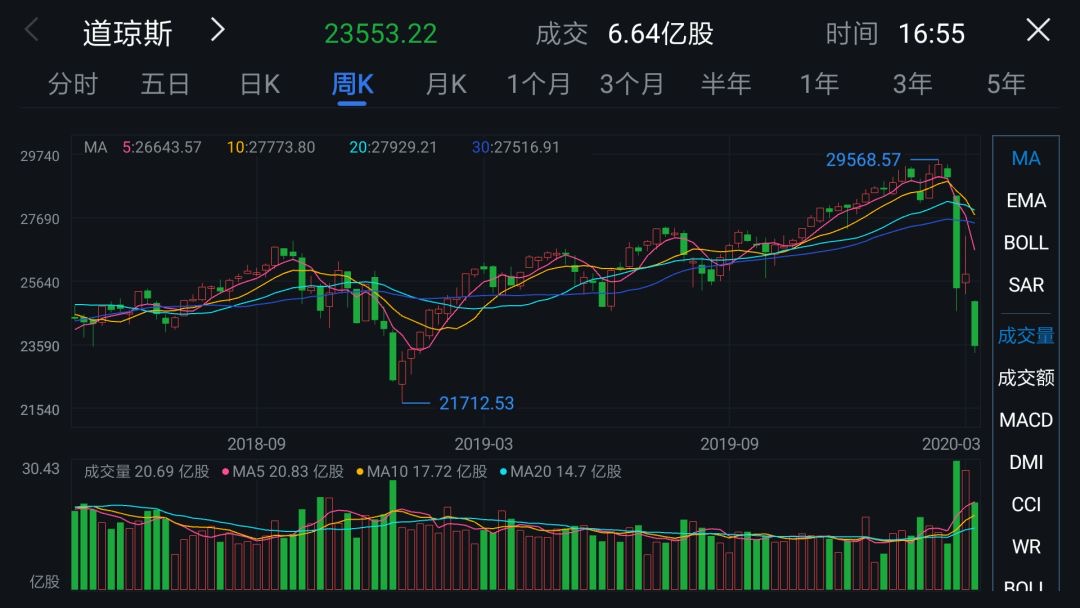 道琼斯 23553.22 成交 6.64亿股 时间 16:55
分时 五日 日K 周K 月K 1个月 3个月 半年 1年 3年 5年
MA 5:26643.57 10:27773.80 20:27929.21 30:27516.91
29740
27690
25640
23590
21540
29568.57
21712.53
2018-09 2019-03 2019-09 2020-03
30.43 成交量 20.69 亿股 MA5 20.83 亿股 MA10 17.72 亿股 MA20 14.7 亿股
亿股
MA
EMA
BOLL
SAR
成交量
成交额
MACD
DMI
CCI
WR
BOLL